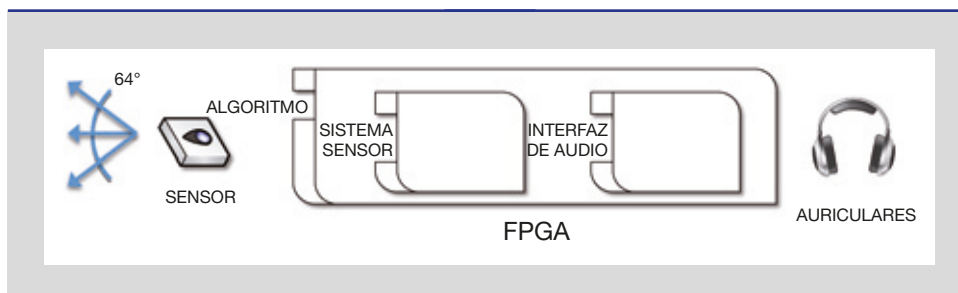 64°
SENSOR
ALGORITMO
SISTEMA
SENSOR
INTERFAZ
DE AUDIO
FPGA
AURICULARES